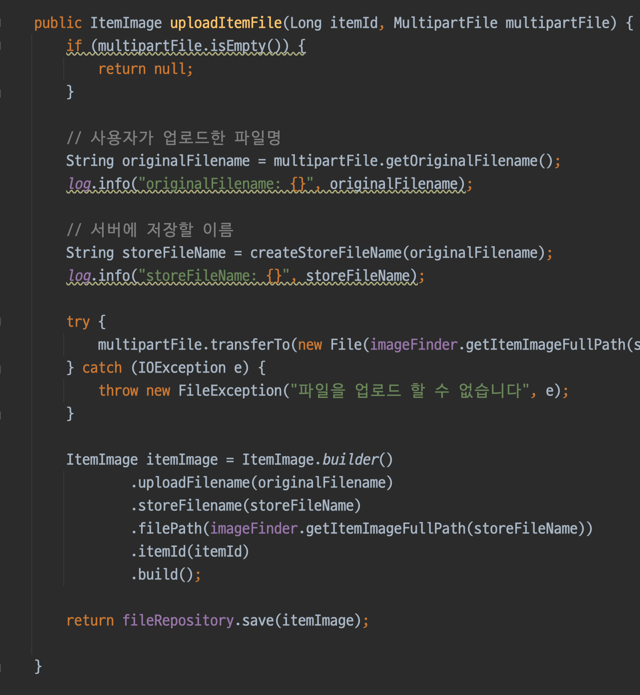 public ItemImage uploadItemFile(Long itemId, MultipartFile multipartFile) {
if (multipartFile.isEmpty()) {
return null;
}
// 사용자가 업로드한 파일명
String originalFilename = multipartFile.getOriginalFilename();
log.info("originalFilename: {}", originalFilename);
// 서버에 저장할 이름
String storeFileName = createStoreFileName(originalFilename);
log.info("storeFileName: {}", storeFileName);
try {
multipartFile.transferTo(new File(imageFinder.getItemImageFullPath(s
} catch (IOException e) {
throw new FileException("파일을 업로드 할 수 없습니다", e);
}
ItemImage itemImage = ItemImage.builder()
.uploadFilename(originalFilename)
.storeFilename(storeFileName)
.filePath(imageFinder.getItemImageFullPath(storeFileName))
.itemId(itemId)
.build();
return fileRepository.save(itemImage);
}